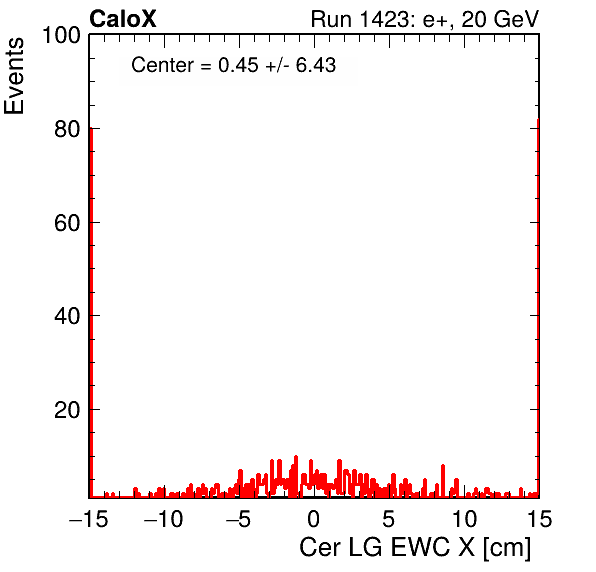 CaloX Run 1423: e+, 20 GeV
Center = 0.45 +/- 6.43
Events
100
80
60
40
20
−15 −10 −5 0 5 10 15
Cer LG EWC X [cm]